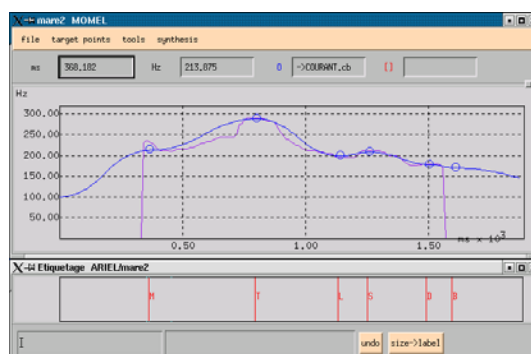 mare2 MOMEL
file target points tools synthesis
ms 368.182 Hz 213.875 0 ->COURANT.cb []
Hz
300.00
250.00
200.00
150.00
100.00
50.00
0.50 1.00 1.50 ms x 10³
Etiquetage ARIEL/mare2
M T L S D B
undo size->label